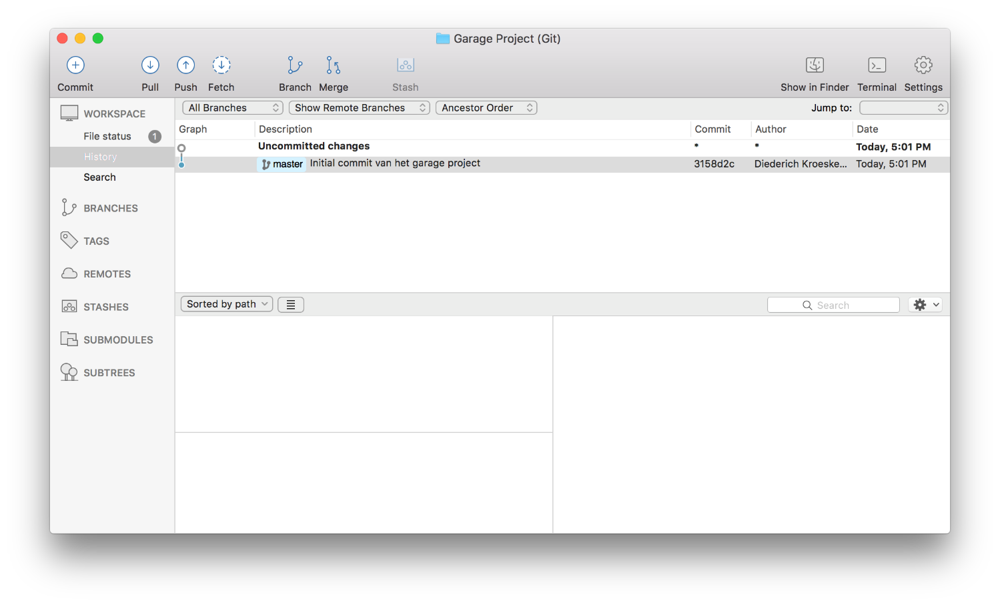 Garage Project (Git)
Commit Pull Push Fetch Branch Merge Stash Show in Finder Terminal Settings
WORKSPACE
File status 1
History
Search
BRANCHES
TAGS
REMOTES
STASHES
SUBMODULES
SUBTREES
All Branches Show Remote Branches Ancestor Order Jump to:
Graph Description Commit Author Date
Uncommitted changes * * Today, 5:01 PM
master Initial commit van het garage project 3158d2c Diederich Kroeske... Today, 5:01 PM
Sorted by path Search